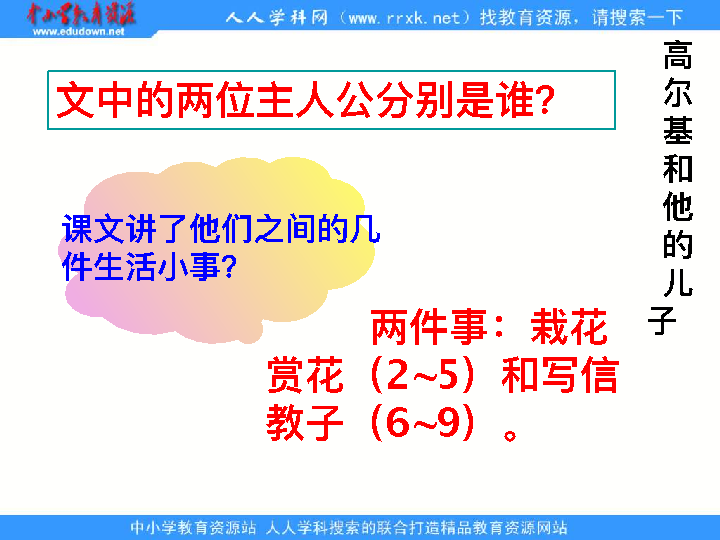 中小学教育资源
www.edudown.net
人人学科网（www.rrxk.net）找教育资源，请搜索一下
文中的两位主人公分别是谁?
课文讲了他们之间的几
件生活小事?
两件事：栽花
赏花（2~5）和写信
教子（6~9）。
高尔基和他的儿子
中小学教育资源站 人人学科搜索的联合打造精品教育资源网站